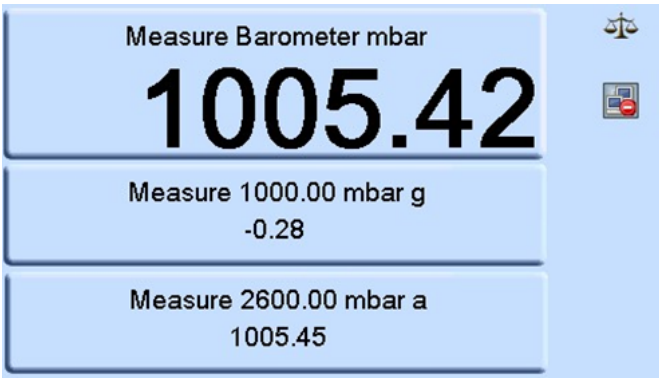 Measure Barometer mbar
1005.42
Measure 1000.00 mbar g
-0.28
Measure 2600.00 mbar a
1005.45